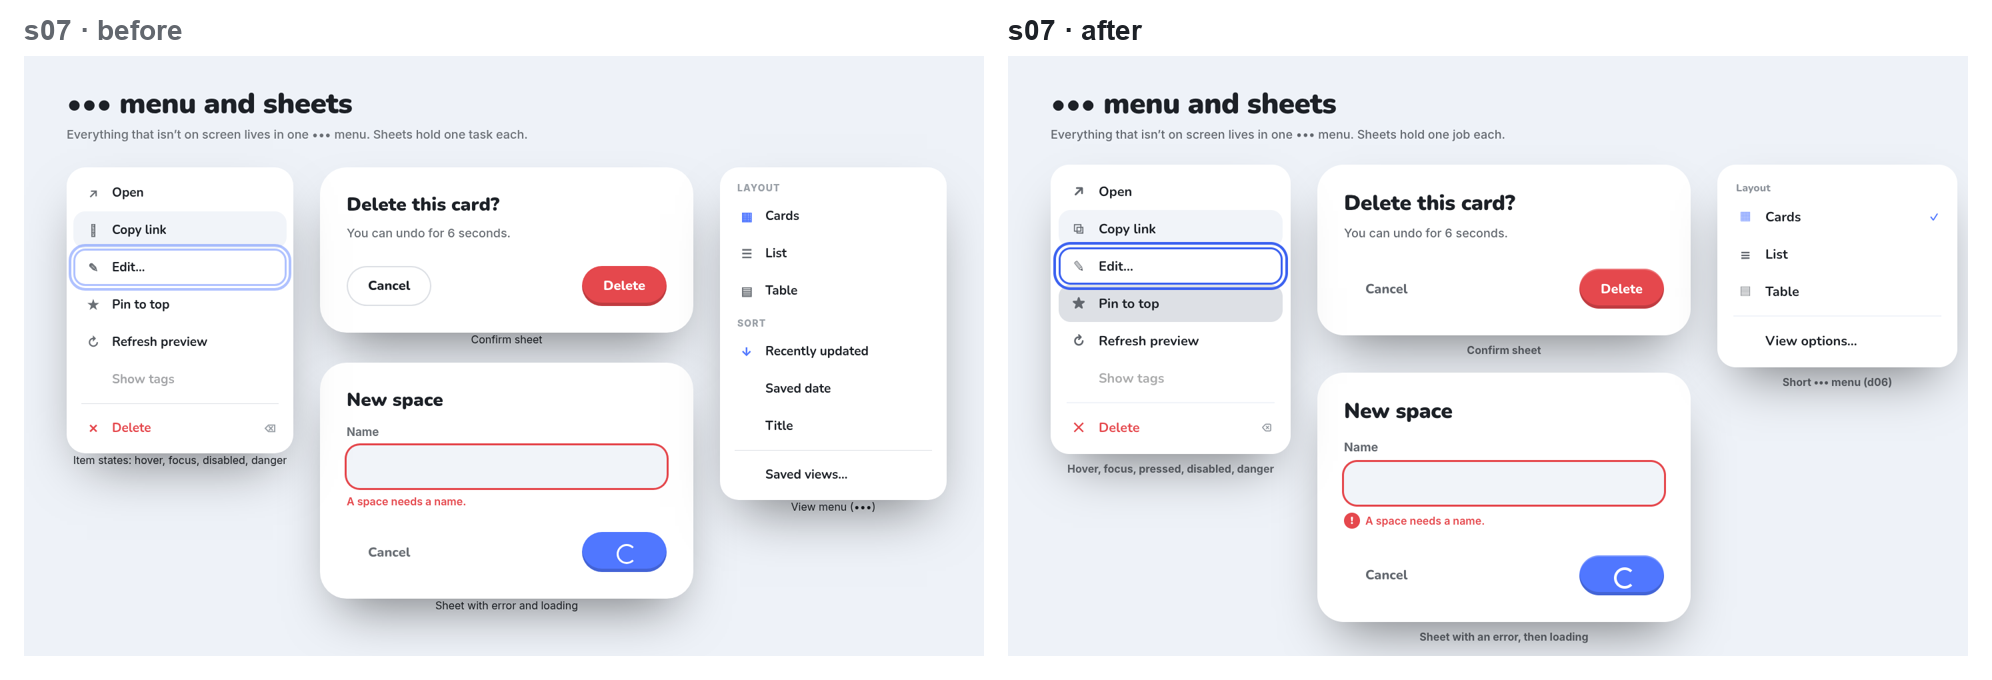 s07 · before
••• menu and sheets
Everything that isn't on screen lives in one ••• menu. Sheets hold one task each.
Open
Copy link
Edit...
Pin to top
Refresh preview
Show tags
Delete
Item states: hover, focus, disabled, danger
Delete this card?
You can undo for 6 seconds.
Cancel
Delete
Confirm sheet
New space
Name
A space needs a name.
Cancel
Sheet with error and loading
LAYOUT
Cards
List
Table
SORT
Recently updated
Saved date
Title
Saved views...
View menu (•••)
s07 · after
••• menu and sheets
Everything that isn't on screen lives in one ••• menu. Sheets hold one job each.
Open
Copy link
Edit...
Pin to top
Refresh preview
Show tags
Delete
Hover, focus, pressed, disabled, danger
Delete this card?
You can undo for 6 seconds.
Cancel
Delete
Confirm sheet
New space
Name
A space needs a name.
Cancel
Sheet with an error, then loading
Layout
Cards
List
Table
View options...
Short ••• menu (d06)